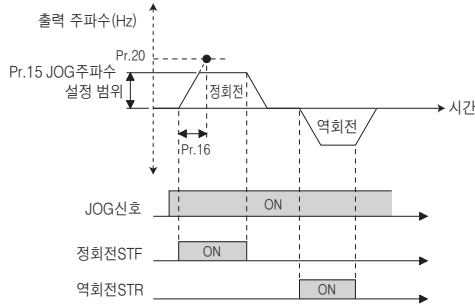 출력 주파수(Hz)
Pr.20
Pr.15 JOG주파수
설정 범위
정회전
시간
역회전
Pr.16
JOG신호
ON
정회전STF
ON
역회전STR
ON